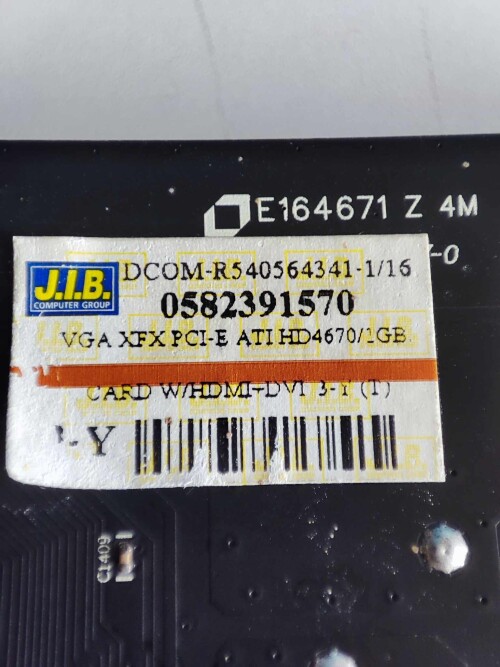 E164671 Z 4M
-0
J.I.B.
COMPUTER GROUP
DCOM-R540564341-1/16
0582391570
VGA XFX PCI-E ATI HD4670/1GB
CARD W/HDMI+DVI 3-Y (T)
-Y
C1409